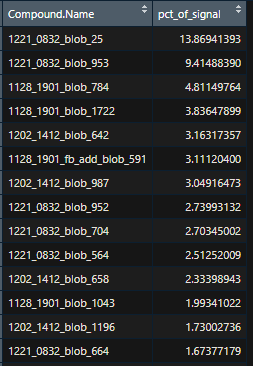 Compound.Name pct_of_signal
1221_0832_blob_25 13.86941393
1221_0832_blob_953 9.41488390
1128_1901_blob_784 4.81149764
1128_1901_blob_1722 3.83647899
1202_1412_blob_642 3.16317357
1128_1901_fb_add_blob_591 3.11120400
1202_1412_blob_987 3.04916473
1221_0832_blob_952 2.73993132
1221_0832_blob_704 2.70345002
1221_0832_blob_564 2.51252009
1202_1412_blob_658 2.33398943
1128_1901_blob_1043 1.99341022
1202_1412_blob_1196 1.73002736
1221_0832_blob_664 1.67377179